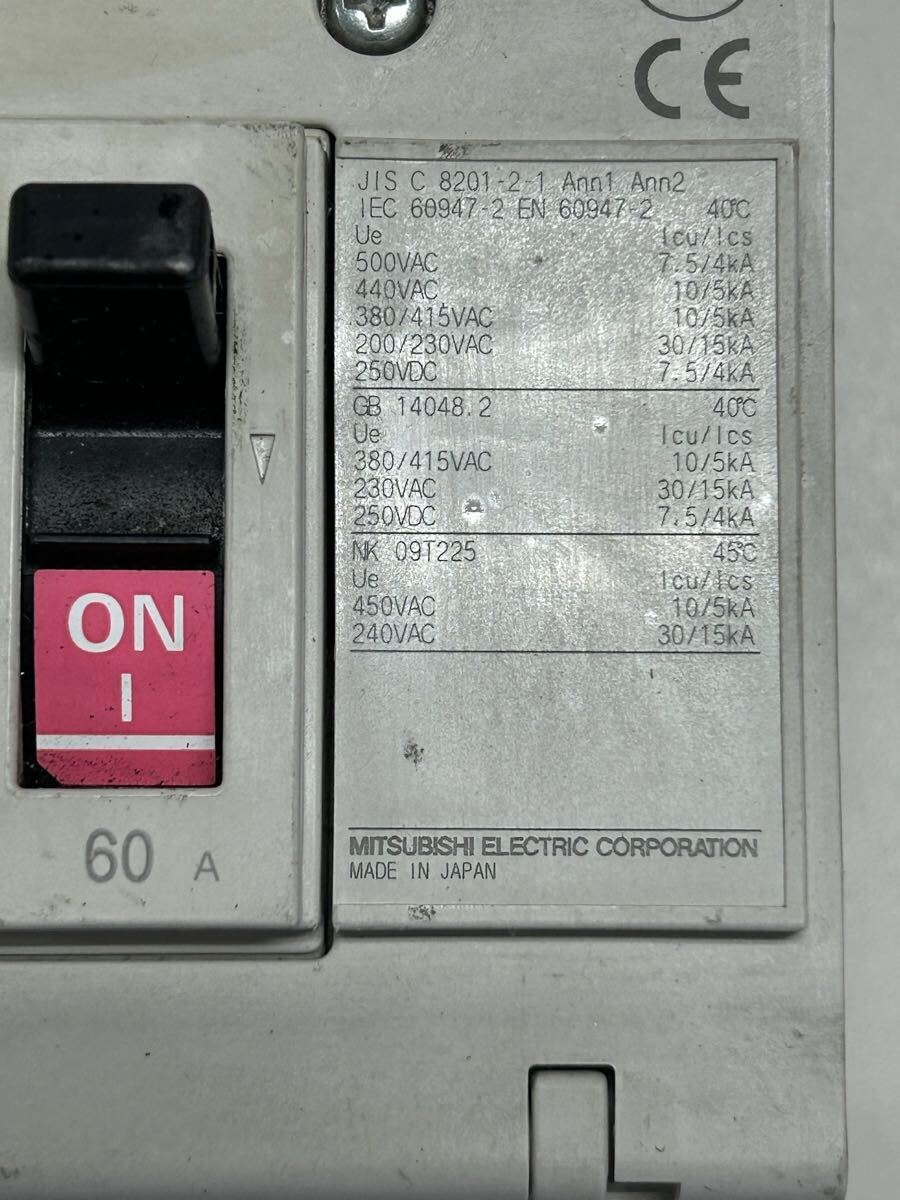 CE
JIS C 8201-2-1 Ann1 Ann2
IEC 60947-2 EN 60947-2 40℃
Ue Icu/Ics
500VAC 7.5/4kA
440VAC 10/5kA
380/415VAC 10/5kA
200/230VAC 30/15kA
250VDC 7.5/4kA
GB 14048.2 40℃
Ue Icu/Ics
380/415VAC 10/5kA
230VAC 30/15kA
250VDC 7.5/4kA
NK 09T225 45℃
Ue Icu/Ics
450VAC 10/5kA
240VAC 30/15kA
MITSUBISHI ELECTRIC CORPORATION
MADE IN JAPAN
ON
I
60 A